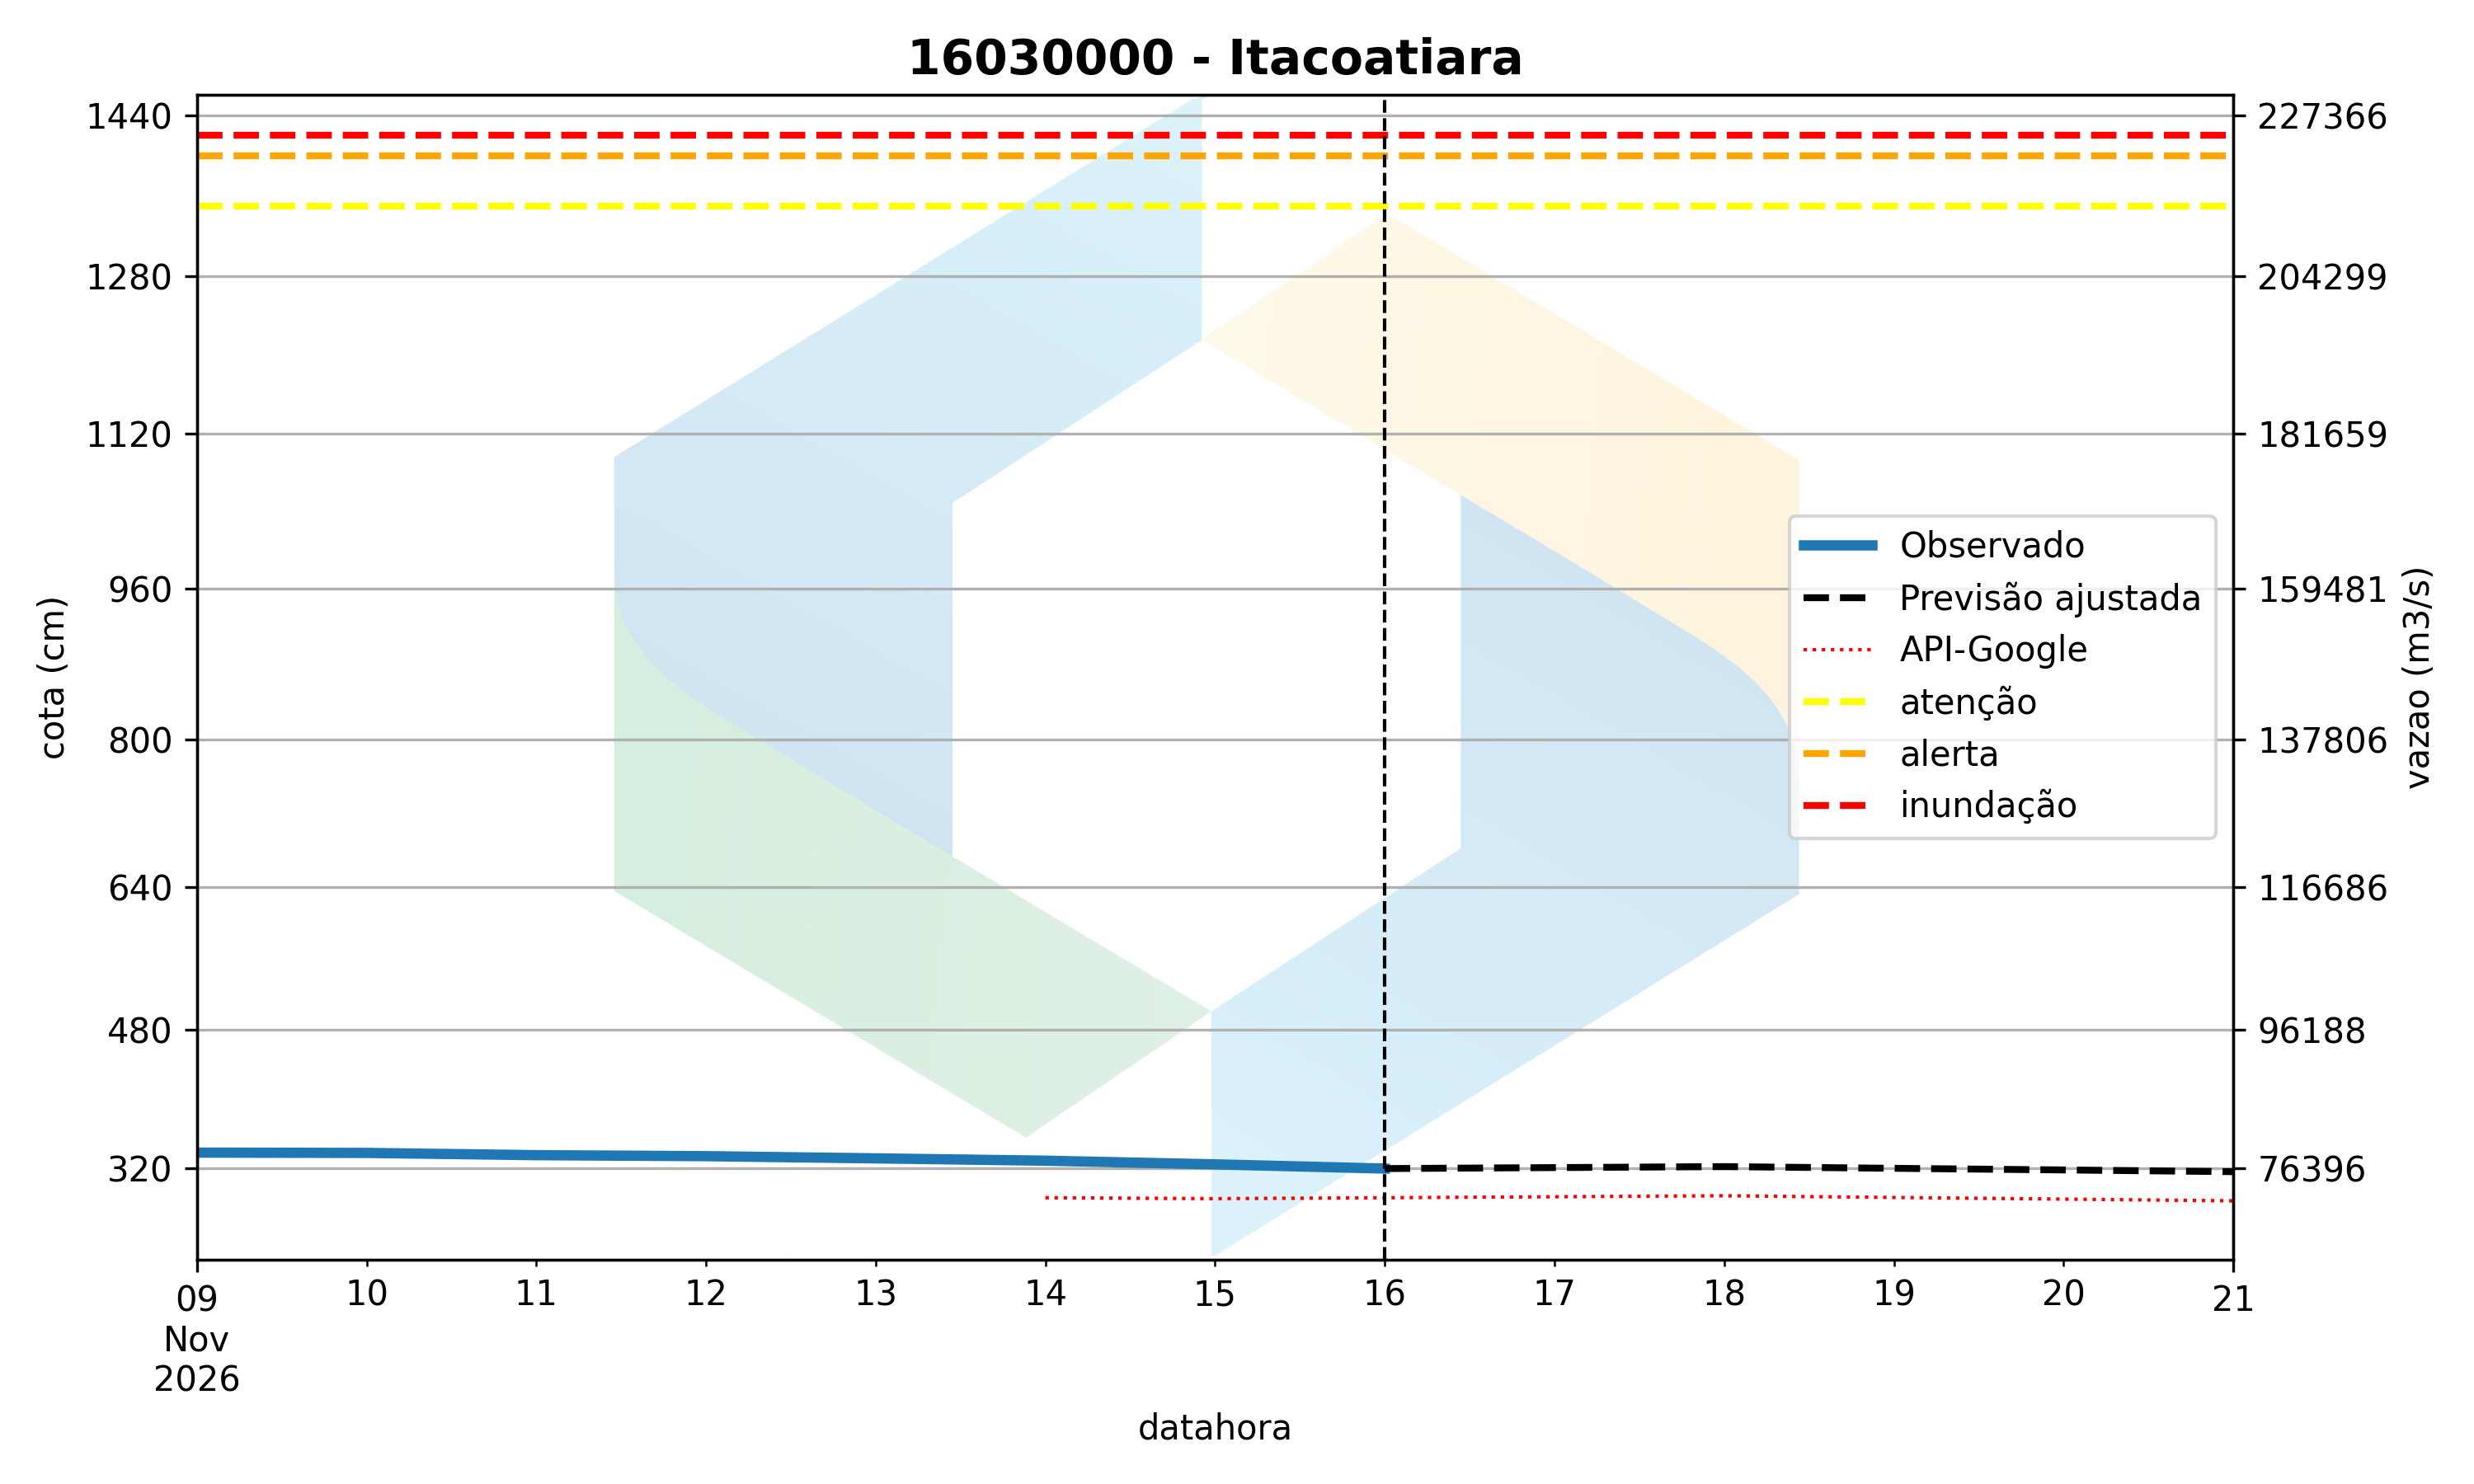 16030000 - Itacoatiara
1440
1280
1120
960
800
640
480
320
cota (cm)
227366
204299
181659
159481
137806
116686
96188
76396
vazao (m3/s)
Observado
Previsão ajustada
API-Google
atenção
alerta
inundação
09
10
11
12
13
14
15
16
17
18
19
20
21
Nov
2026
datahora